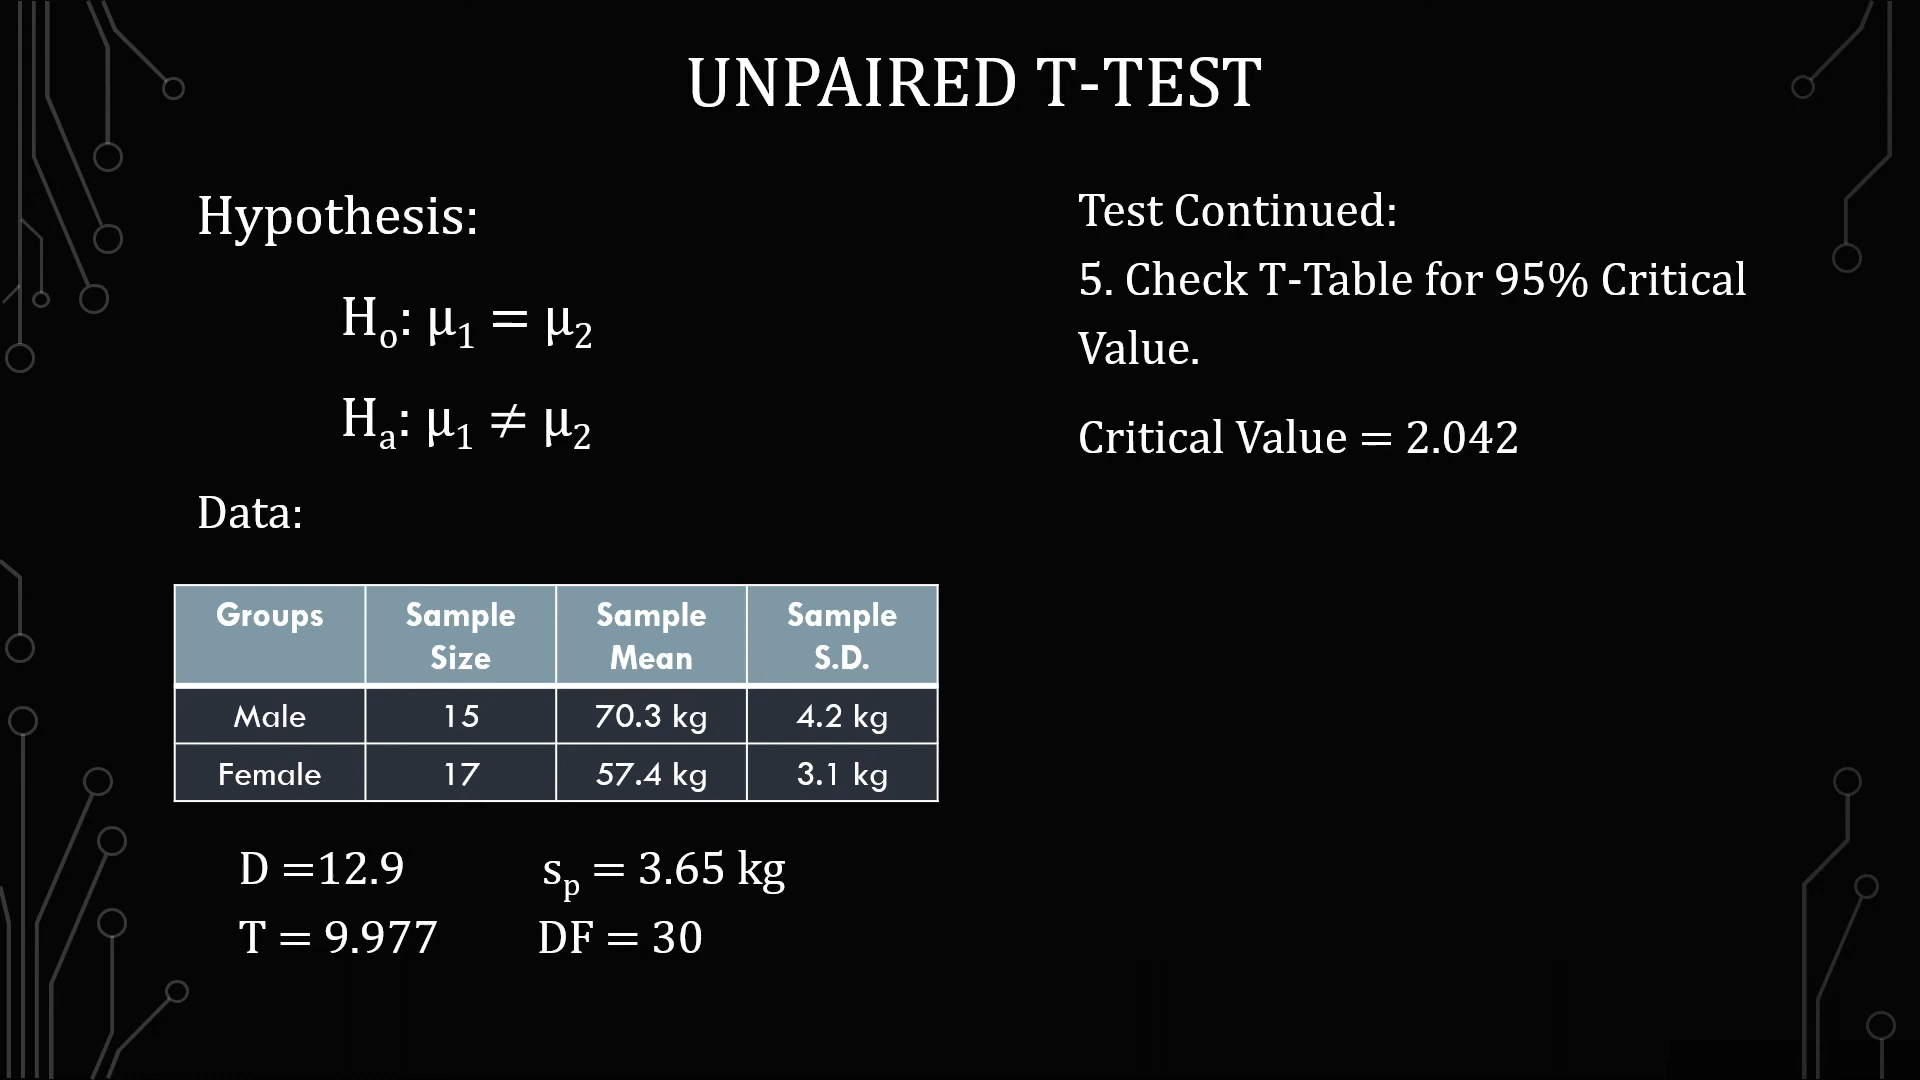 UNPAIRED T-TEST
Hypothesis:
Hₒ: μ₁ = μ₂
Hₐ: μ₁ ≠ μ₂
Data:
Groups Sample Size Sample Mean Sample S.D.
Male 15 70.3 kg 4.2 kg
Female 17 57.4 kg 3.1 kg
D =12.9 sₚ = 3.65 kg
T = 9.977 DF = 30
Test Continued:
5. Check T-Table for 95% Critical
Value.
Critical Value = 2.042